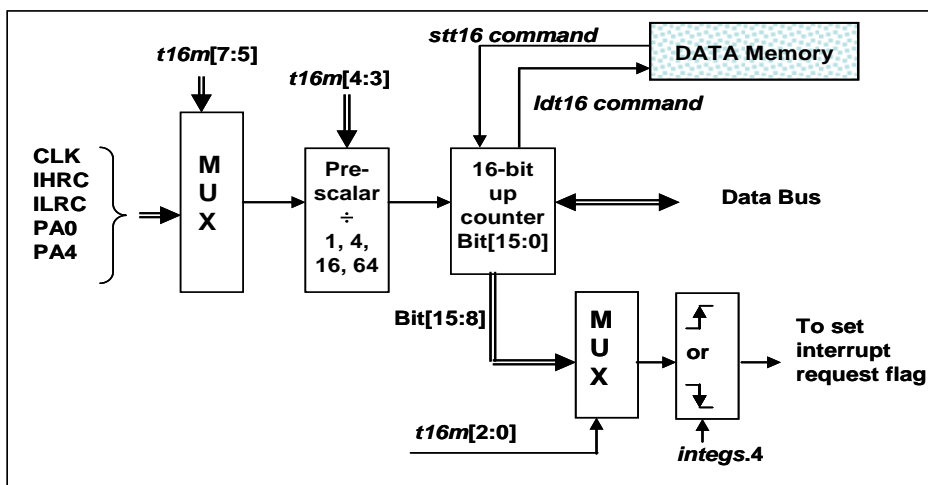 stt16 command
DATA Memory
t16m[7:5]
t16m[4:3]
ldt16 command
CLK
IHRC
ILRC
PA0
PA4
M
U
X
Pre-
scalar
÷
1, 4,
16, 64
16-bit
up
counter
Bit[15:0]
Data Bus
Bit[15:8]
M
U
X
or
To set
interrupt
request flag
t16m[2:0]
integs.4